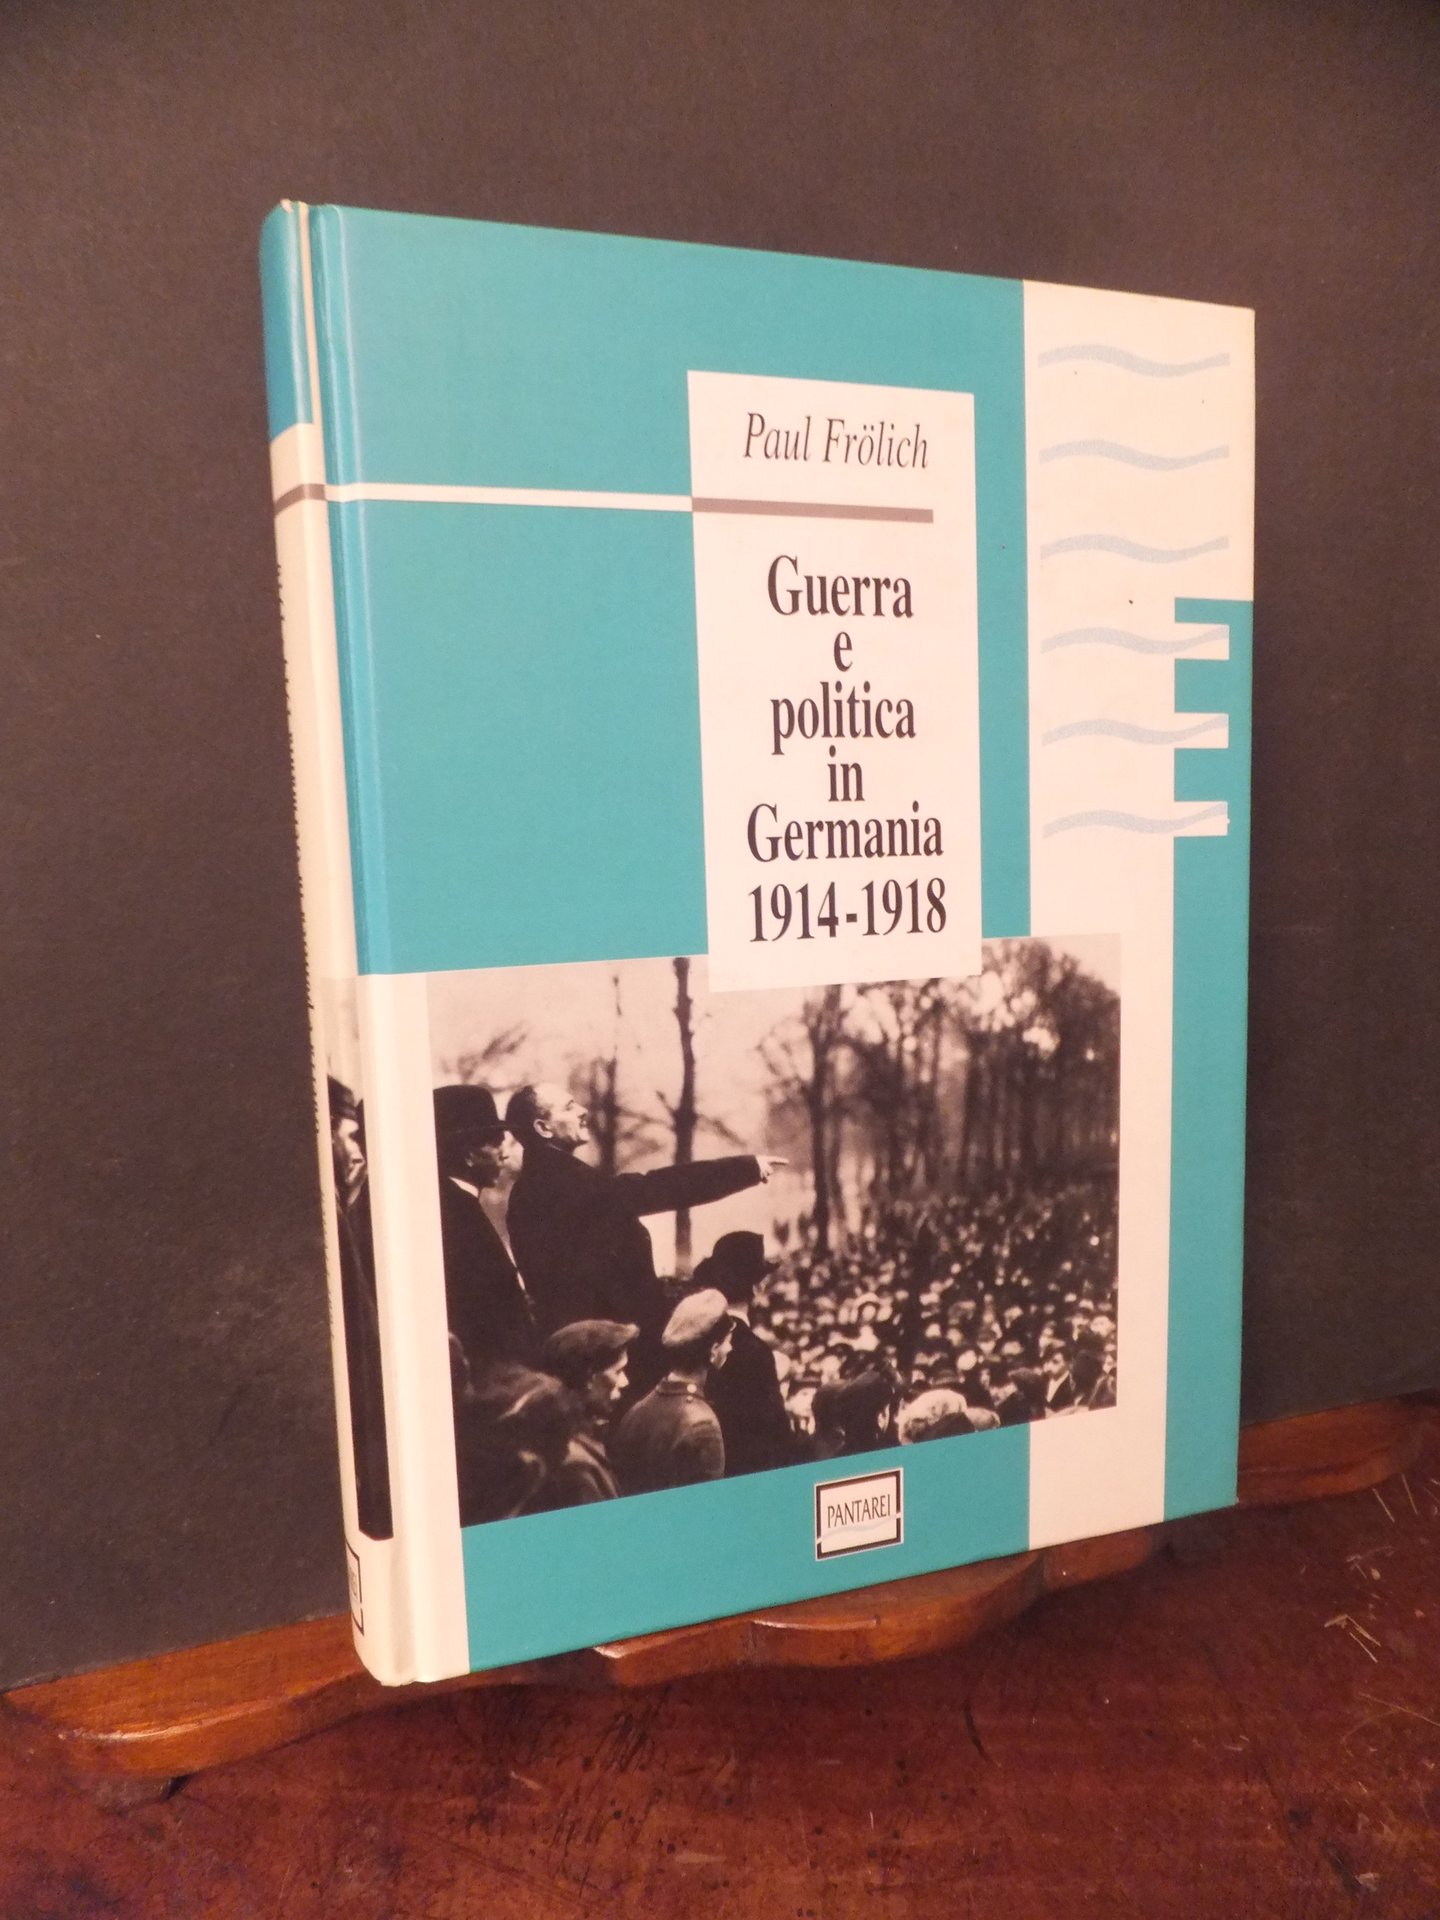 Paul Frölich
Guerra
e
politica
in
Germania
1914-1918
PANTAREI